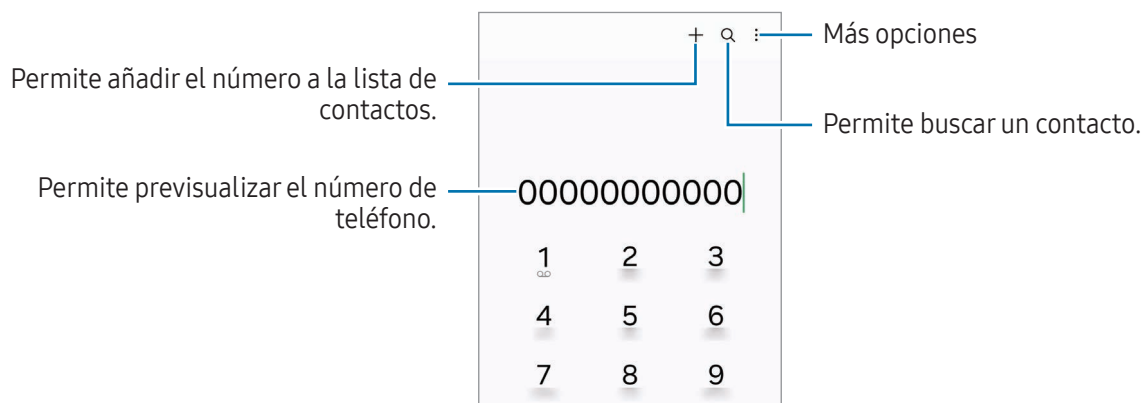 Más opciones
Permite añadir el número a la lista de
contactos.
Permite buscar un contacto.
Permite previsualizar el número de
teléfono.
00000000000
1 2 3
4 5 6
7 8 9